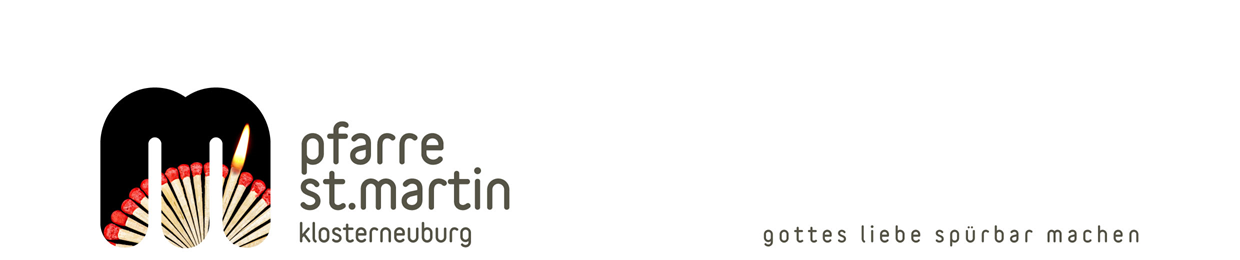 pfarre
st.martin
klosterneuburg
gottes liebe spürbar machen